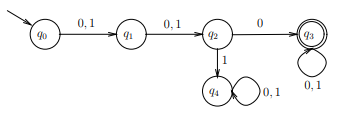 0, 1 0, 1 0
q0 q1 q2 q3
1
q4 0, 1 0, 1